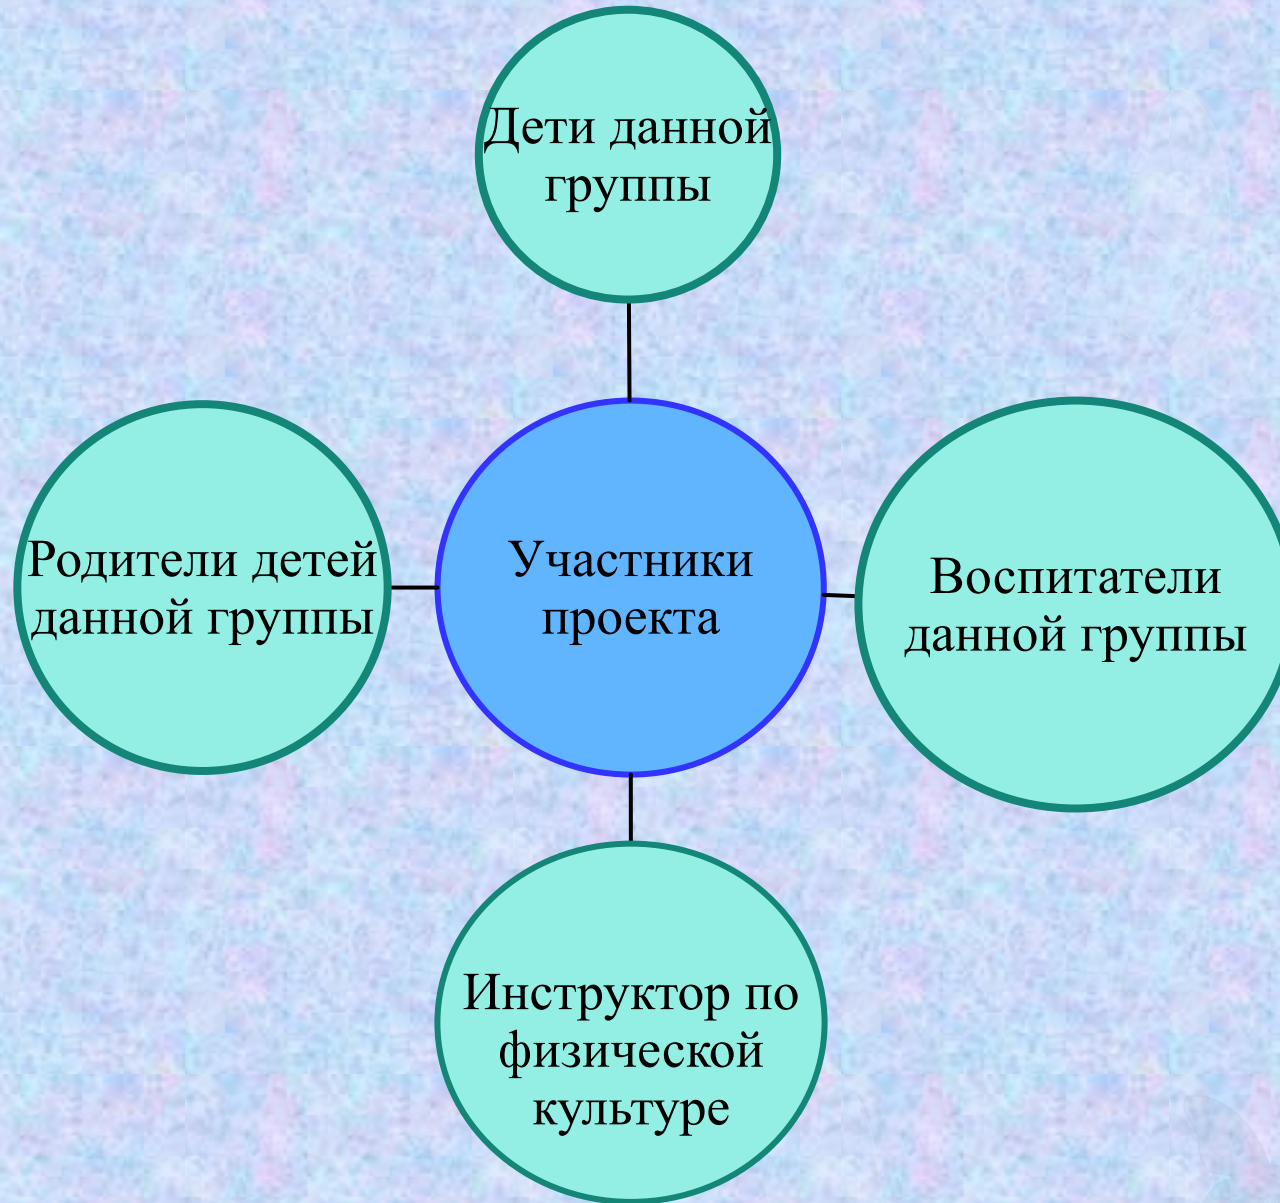 Дети данной
группы
Родители детей
данной группы
Участники
проекта
Воспитатели
данной группы
Инструктор по
физической
культуре